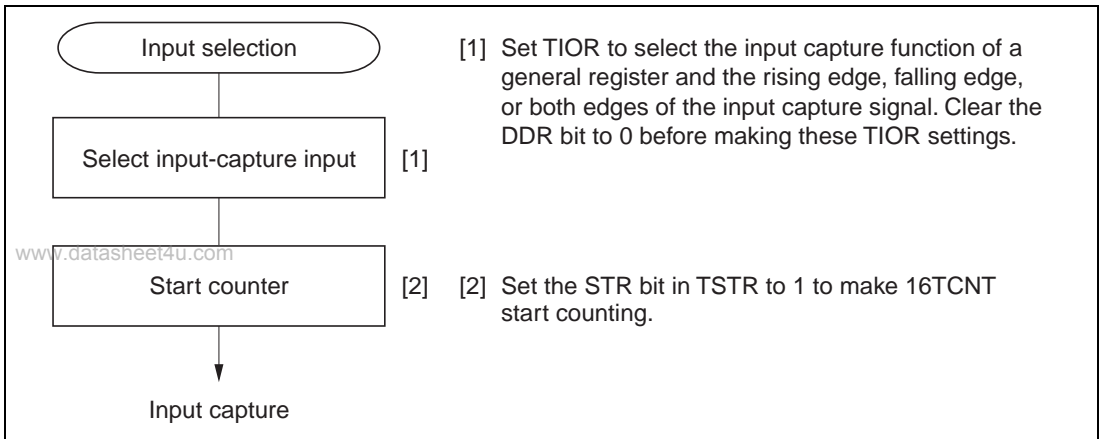 Input selection
[1] Set TIOR to select the input capture function of a
general register and the rising edge, falling edge,
or both edges of the input capture signal. Clear the
DDR bit to 0 before making these TIOR settings.
Select input-capture input [1]
www.datasheet4u.com
Start counter [2]
[2] Set the STR bit in TSTR to 1 to make 16TCNT
start counting.
Input capture